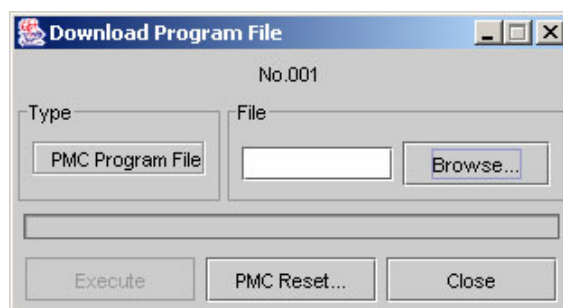 Download Program File
No.001
Type
File
PMC Program File
Browse...
Execute
PMC Reset...
Close